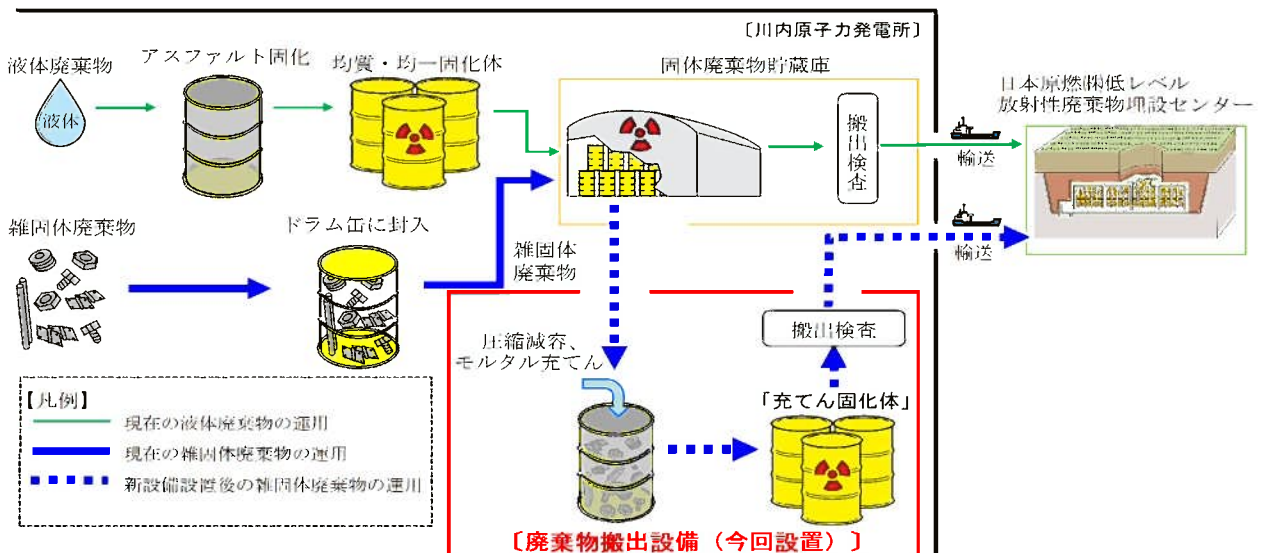 〔川内原子力発電所〕
液体廃棄物
液体
アスファルト固化
均質・均一固化体
固体廃棄物貯蔵庫
搬出検査
輸送
日本原燃㈱低レベル
放射性廃棄物埋設センター
雑固体廃棄物
ドラム缶に封入
雑固体
廃棄物
輸送
圧縮減容、
モルタル充てん
搬出検査
「充てん固化体」
〔廃棄物搬出設備（今回設置）〕
【凡例】
現在の液体廃棄物の運用
現在の雑固体廃棄物の運用
新設備設置後の雑固体廃棄物の運用